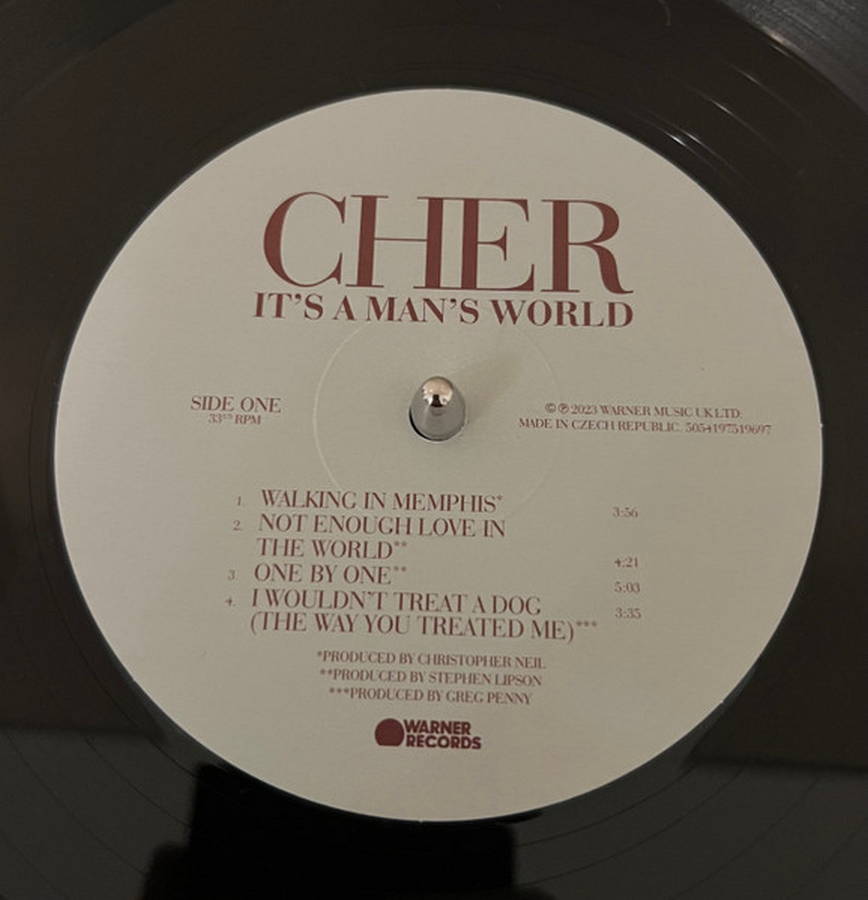 CHER
IT'S A MAN'S WORLD
SIDE ONE
33⅓ RPM
© ℗ 2023 WARNER MUSIC UK LTD.
MADE IN CZECH REPUBLIC. 5054197519697
1. WALKING IN MEMPHIS* 3:56
2. NOT ENOUGH LOVE IN
THE WORLD** 4:21
3. ONE BY ONE** 5:03
4. I WOULDN'T TREAT A DOG 3:35
(THE WAY YOU TREATED ME)***
*PRODUCED BY CHRISTOPHER NEIL
**PRODUCED BY STEPHEN LIPSON
***PRODUCED BY GREG PENNY
WARNER
RECORDS